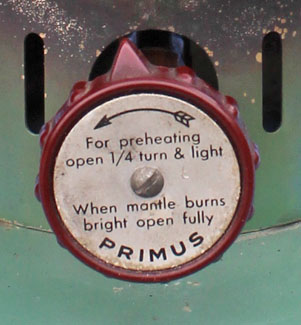 For preheating
open 1/4 turn & light
When mantle burns
bright open fully
PRIMUS